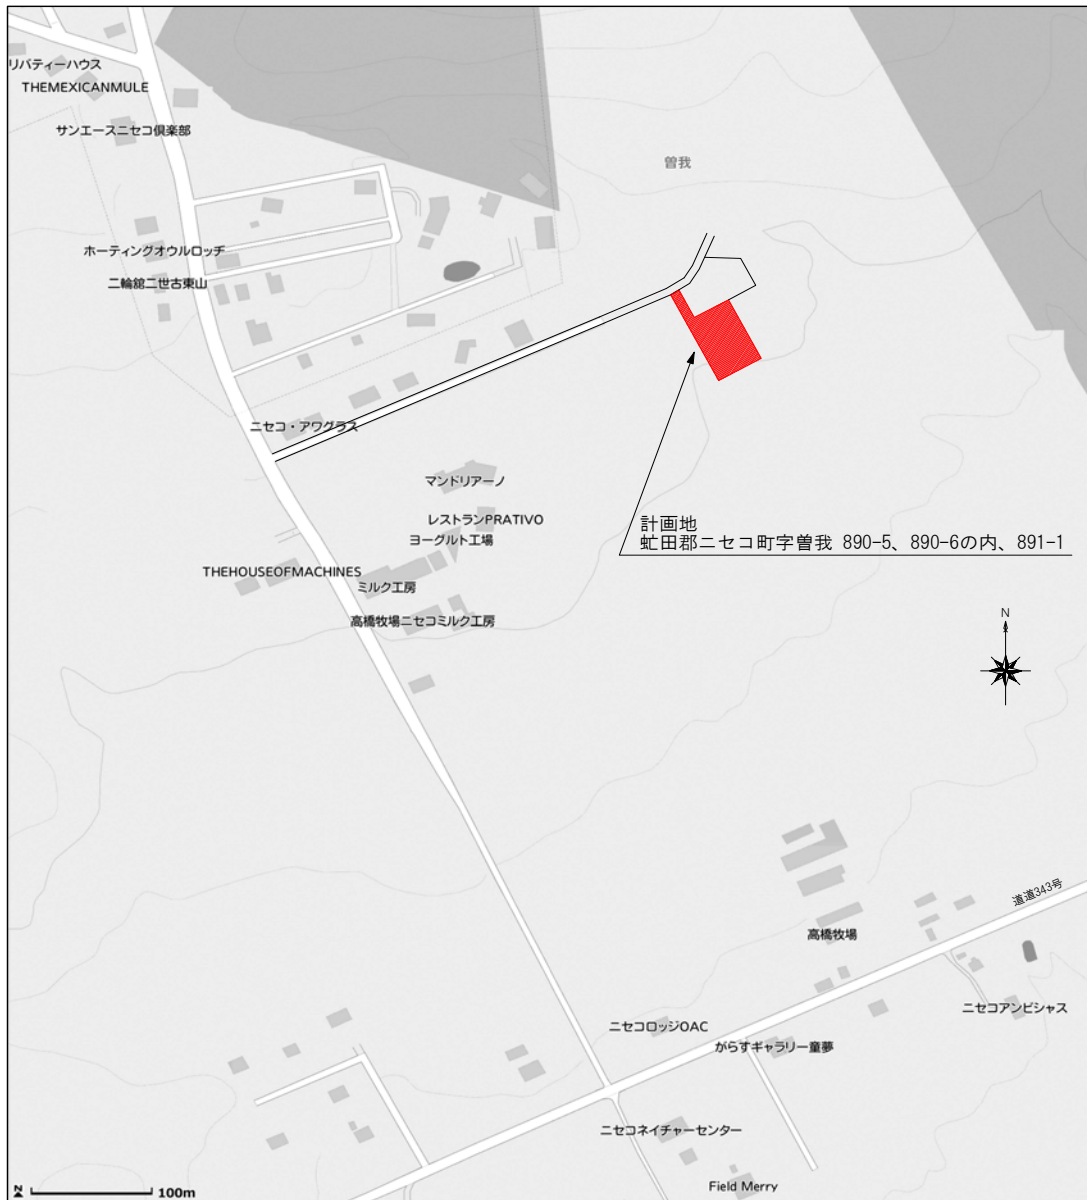 リバティーハウス
THEMEXICANMULE
サンエースニセコ倶楽部
曽我
ホーティングオウルロッヂ
二輪舘二世古東山
ニセコ・アワグラス
マンドリアーノ
レストランPRATIVO
ヨーグルト工場
計画地
虻田郡ニセコ町字曽我 890-5、890-6の内、891-1
THEHOUSEOFMACHINES
ミルク工房
高橋牧場ニセコミルク工房
N
道道343号
高橋牧場
ニセコアンビシャス
ニセコロッジOAC
がらすギャラリー童夢
ニセコネイチャーセンター
Field Merry
N
100m